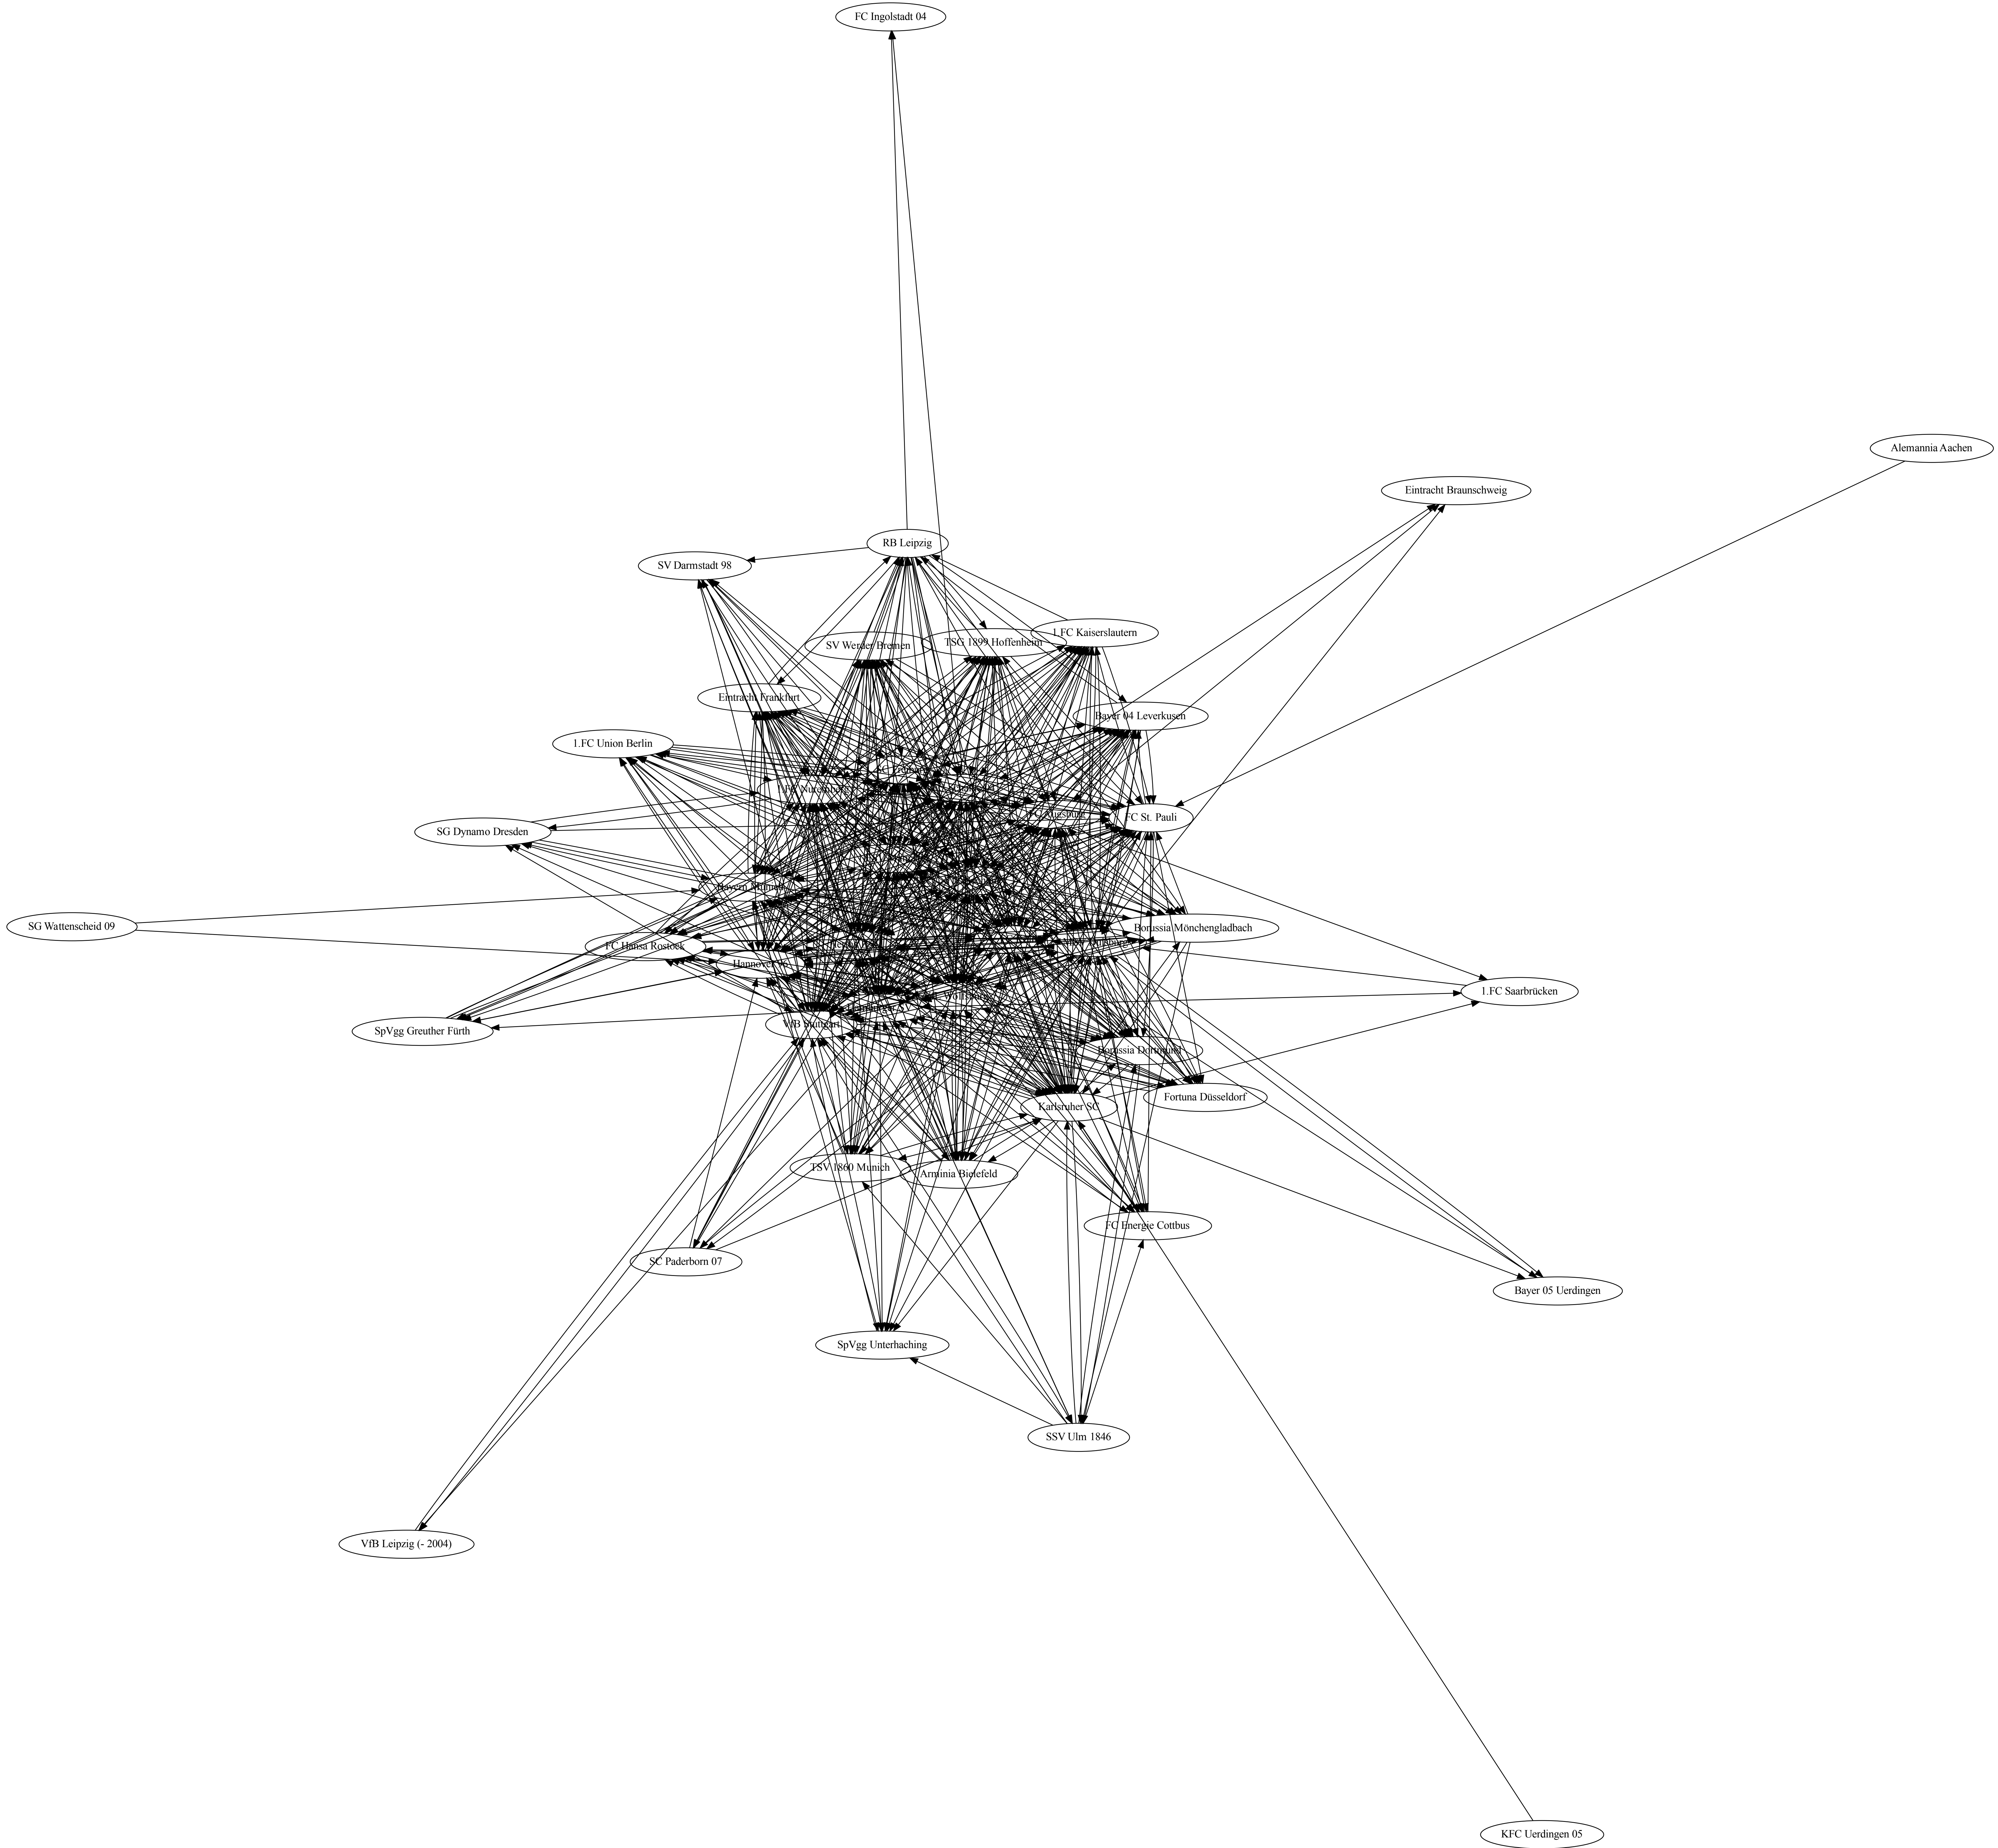 FC Ingolstadt 04
Alemannia Aachen
Eintracht Braunschweig
RB Leipzig
SV Darmstadt 98
1.FC Kaiserslautern
TSG 1899 Hoffenheim
SV Werder Bremen
Eintracht Frankfurt
Bayer 04 Leverkusen
1.FC Union Berlin
FC St. Pauli
SG Dynamo Dresden
Bayern Munich
SG Wattenscheid 09
Borussia Mönchengladbach
FC Hansa Rostock
Hannover
1.FC Saarbrücken
VfB Stuttgart
SpVgg Greuther Fürth
Borussia Dortmund
Fortuna Düsseldorf
Karlsruher SC
TSV 1860 Munich
Arminia Bielefeld
FC Energie Cottbus
SC Paderborn 07
Bayer 05 Uerdingen
SpVgg Unterhaching
SSV Ulm 1846
VfB Leipzig (- 2004)
KFC Uerdingen 05